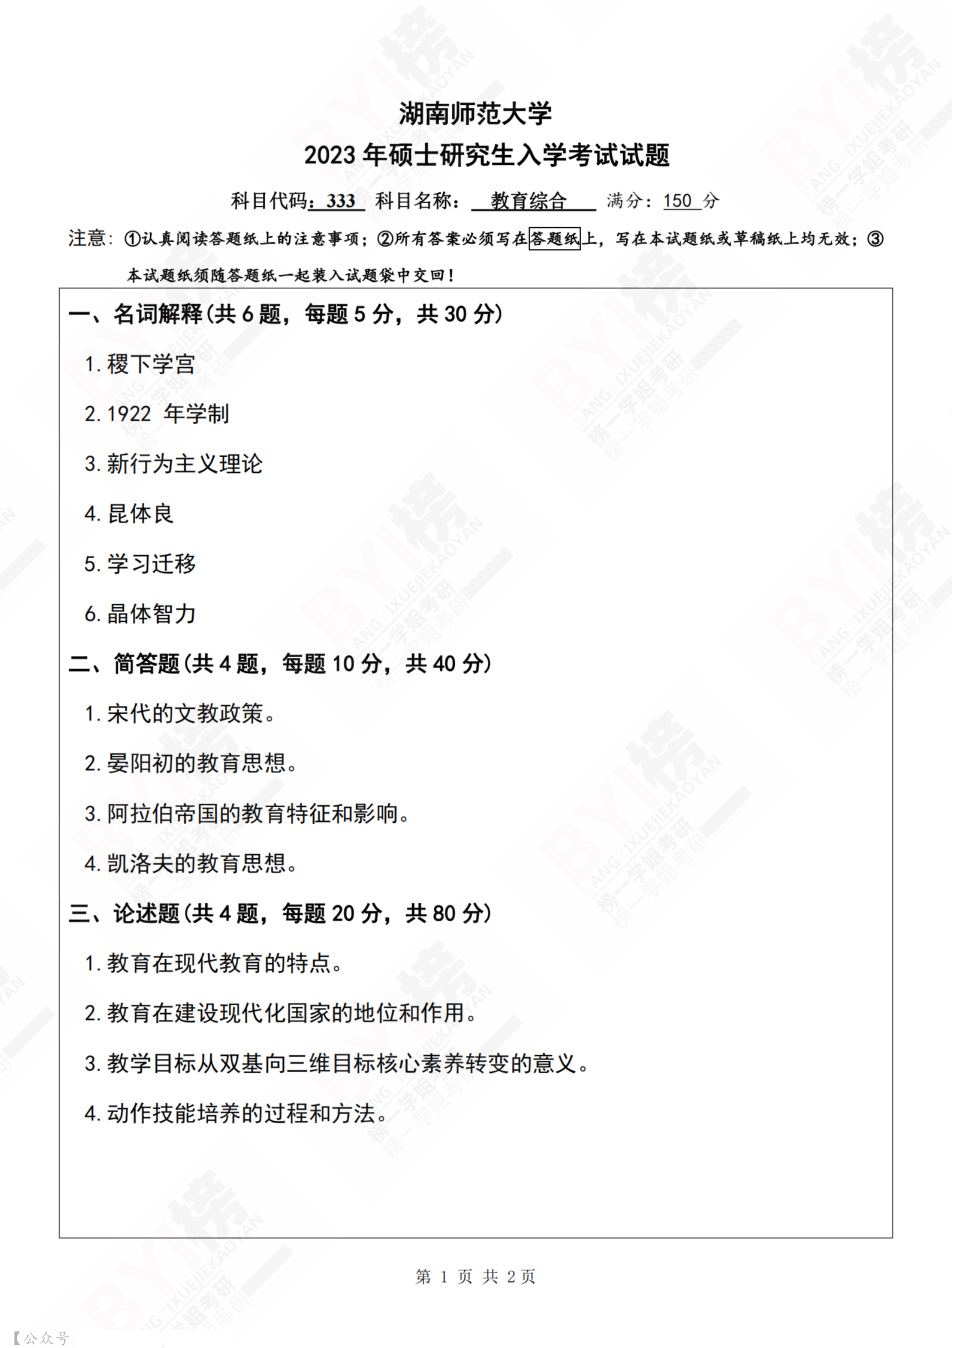 湖南师范大学
2023 年硕士研究生入学考试试题
科目代码：333 科目名称： 教育综合 满分：150 分
注意：①认真阅读答题纸上的注意事项；②所有答案必须写在答题纸上，写在本试题纸或草稿纸上均无效；③
本试题纸须随答题纸一起装入试题袋中交回！
一、名词解释(共 6 题，每题 5 分，共 30 分)
1.稷下学宫
2.1922 年学制
3.新行为主义理论
4.昆体良
5.学习迁移
6.晶体智力
二、简答题(共 4 题，每题 10 分，共 40 分)
1.宋代的文教政策。
2.晏阳初的教育思想。
3.阿拉伯帝国的教育特征和影响。
4.凯洛夫的教育思想。
三、论述题(共 4 题，每题 20 分，共 80 分)
1.教育在现代教育的特点。
2.教育在建设现代化国家的地位和作用。
3.教学目标从双基向三维目标核心素养转变的意义。
4.动作技能培养的过程和方法。
第 1 页 共 2 页
【公众号